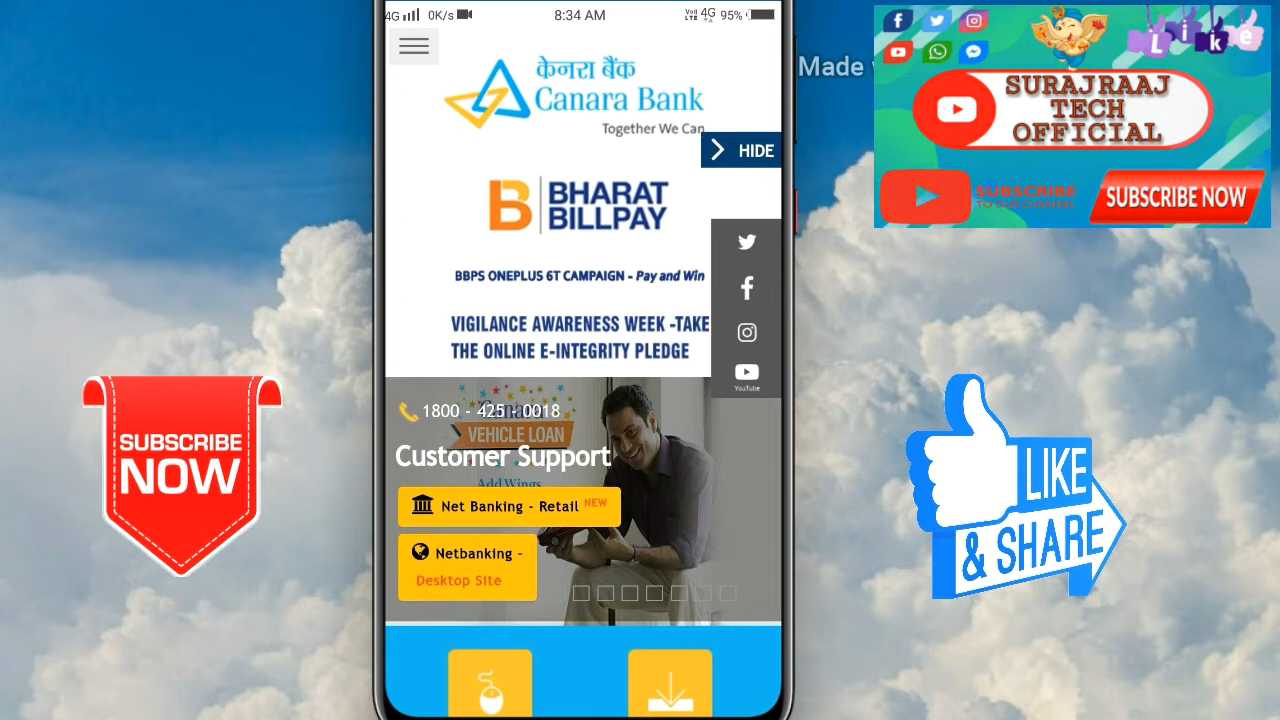 4G 0K/s 8:34 AM VoLTE 4G 95%
केनरा बैंक
Canara Bank
Together We Can
HIDE
B BHARAT
BILLPAY
BBPS ONEPLUS 6T CAMPAIGN - Pay and Win
VIGILANCE AWARENESS WEEK -TAKE
THE ONLINE E-INTEGRITY PLEDGE
YouTube
1800 - 425 - 0018
Canara
VEHICLE LOAN
Customer Support
Add Wings
Net Banking - Retail NEW
Netbanking -
Desktop Site
Made
Like
SURAJRAAJ
TECH
OFFICIAL
SUBSCRIBE
TO OUR CHANNEL
SUBSCRIBE NOW
SUBSCRIBE
NOW
LIKE
& SHARE